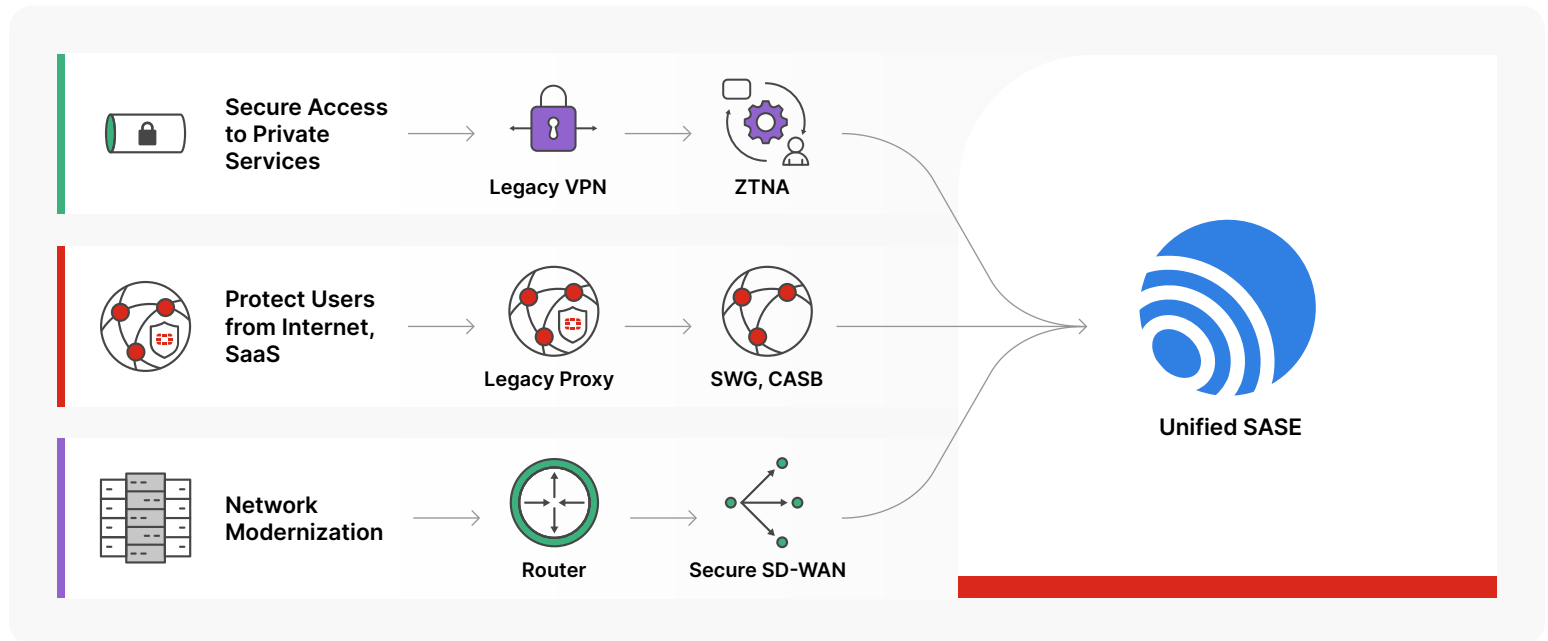 Secure Access
to Private
Services
Legacy VPN
ZTNA
Protect Users
from Internet,
SaaS
Legacy Proxy
SWG, CASB
Unified SASE
Network
Modernization
Router
Secure SD-WAN